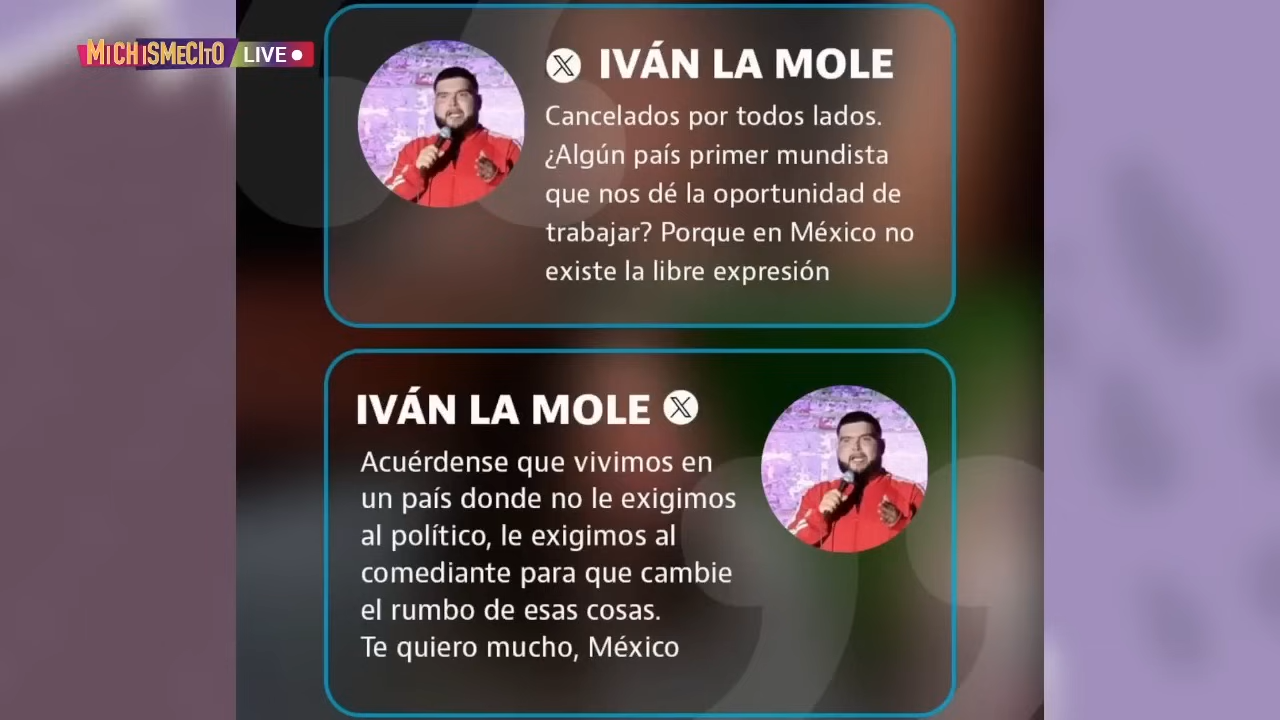 MICHISMECITO LIVE
IVÁN LA MOLE
Cancelados por todos lados.
¿Algún país primer mundista
que nos dé la oportunidad de
trabajar? Porque en México no
existe la libre expresión
IVÁN LA MOLE
Acuérdense que vivimos en
un país donde no le exigimos
al político, le exigimos al
comediante para que cambie
el rumbo de esas cosas.
Te quiero mucho, México